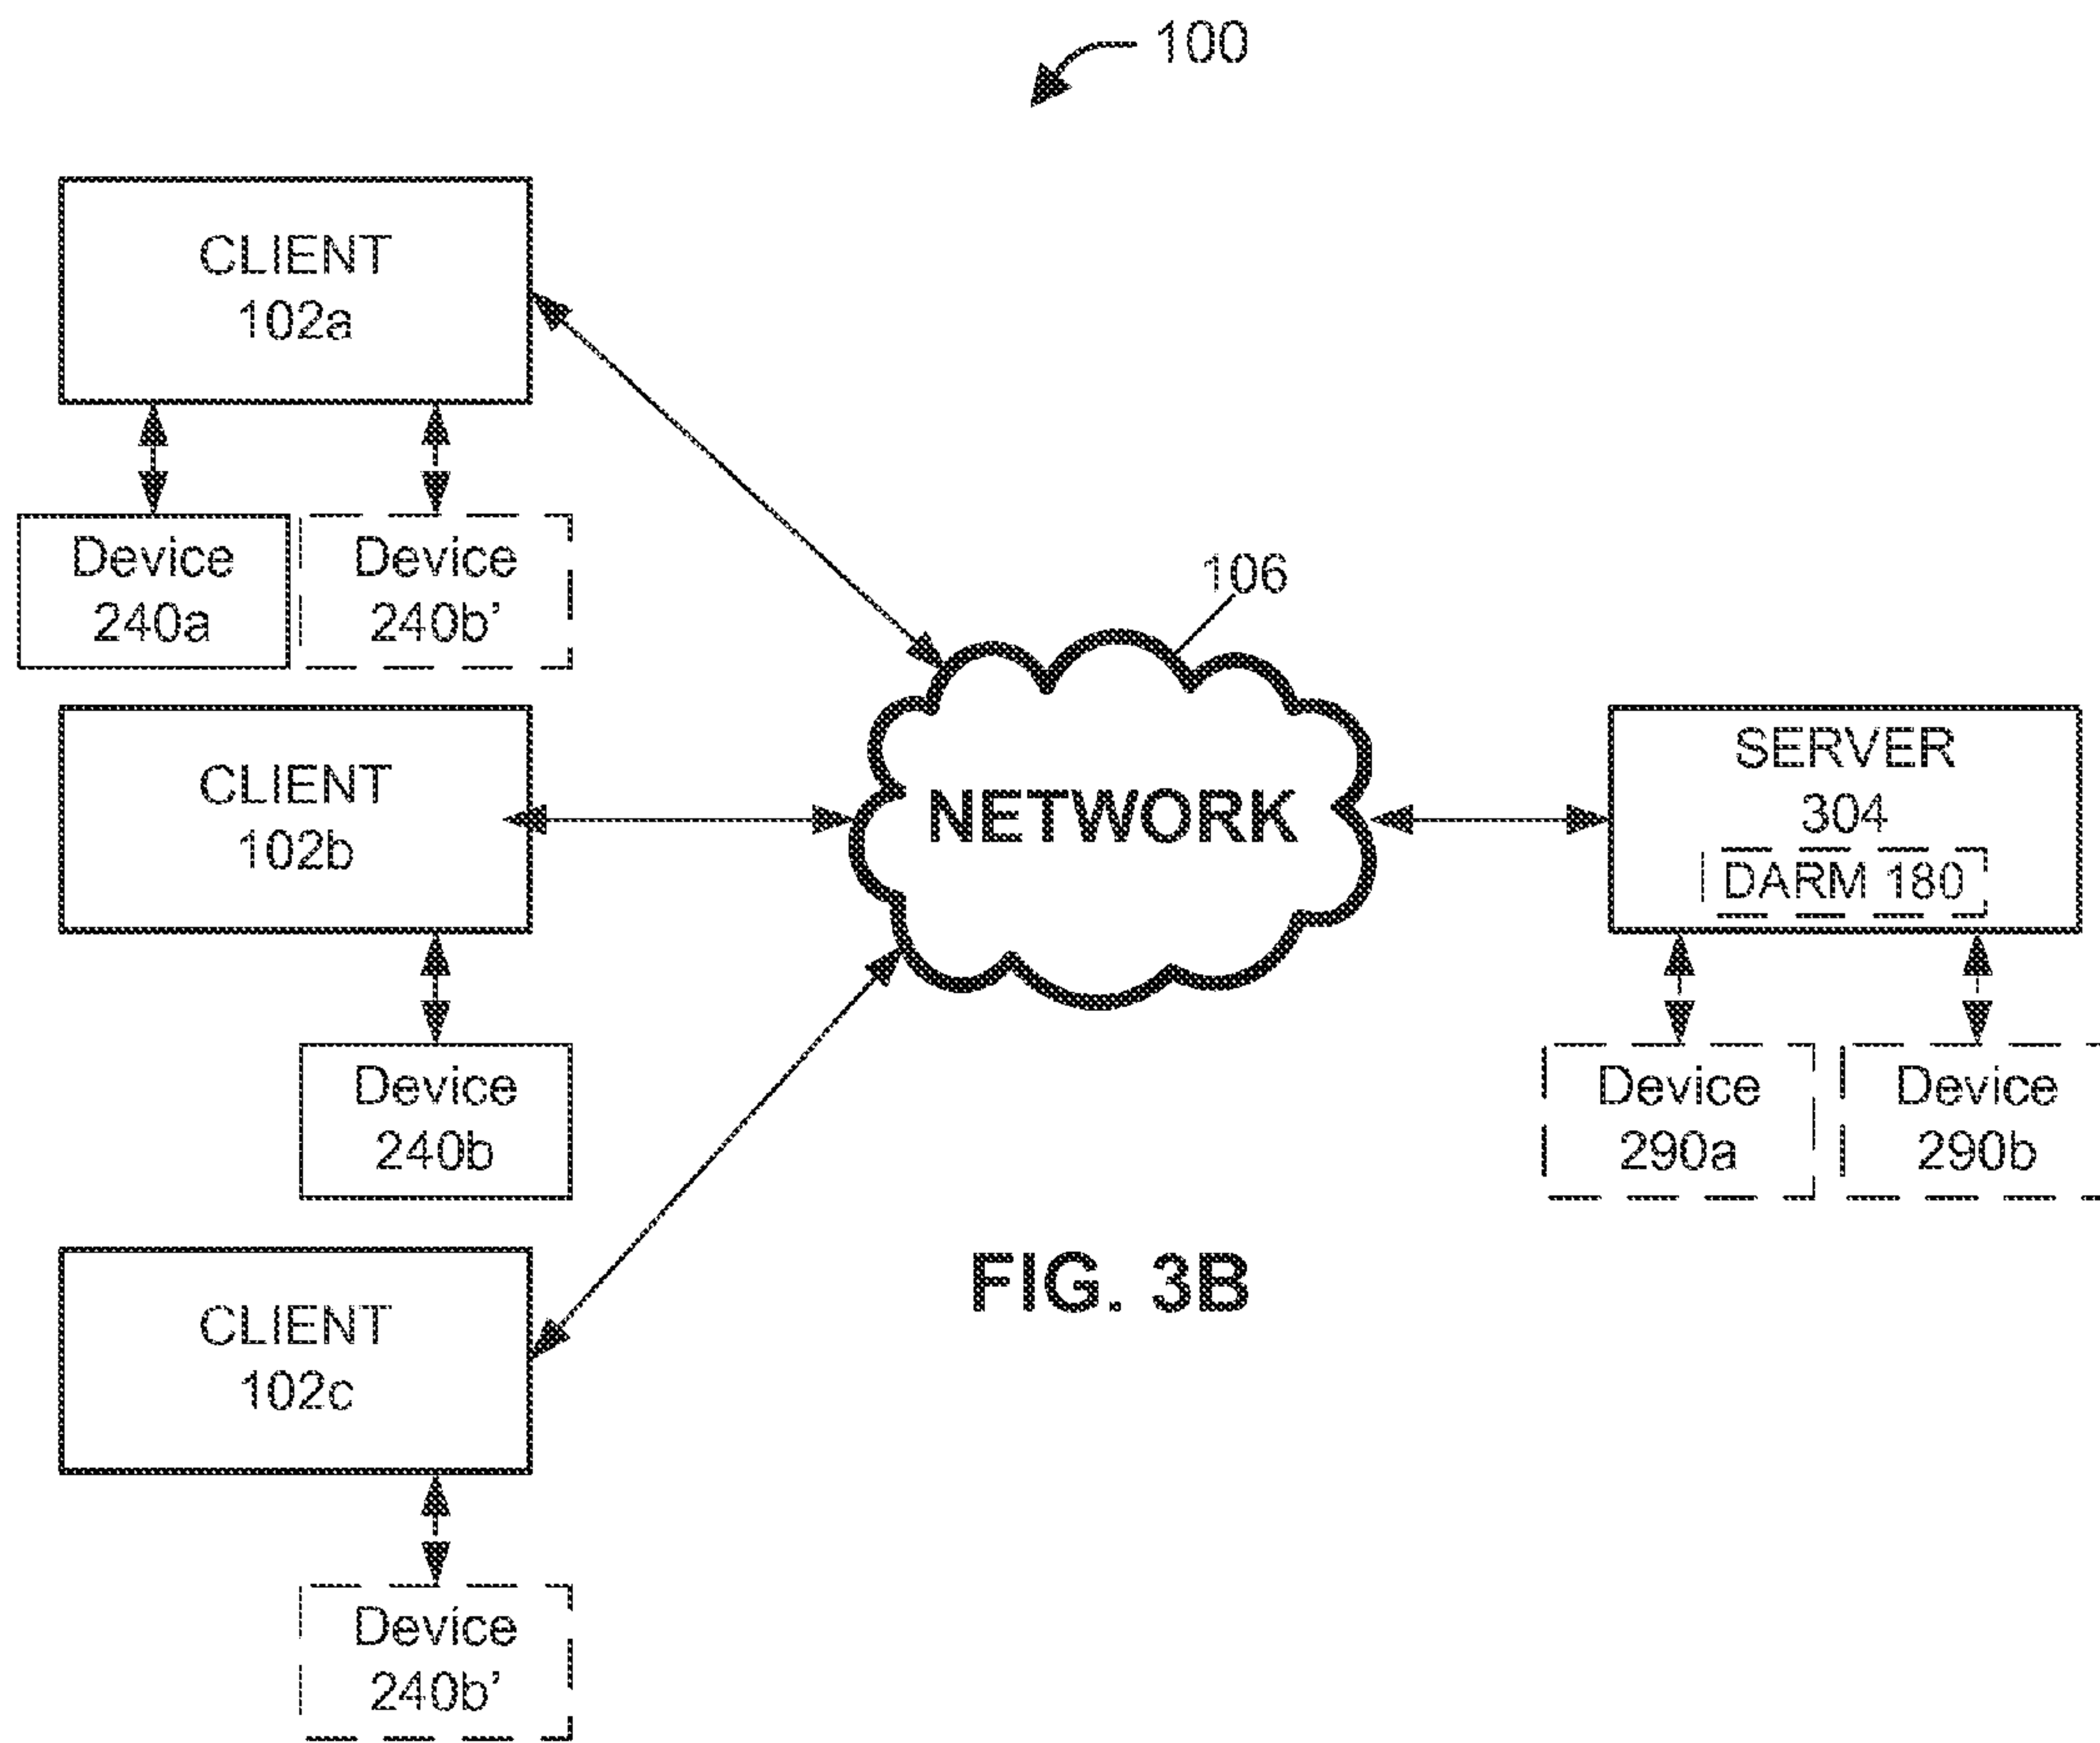 100
CLIENT
102a
Device
240a
Device
240b’
106
CLIENT
102b
NETWORK
SERVER
304
DARM 180
Device
240b
Device
290a
Device
290b
FIG. 3B
CLIENT
102c
Device
240b’